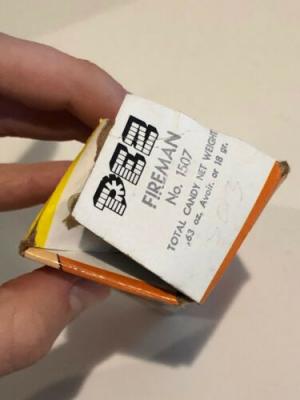 PEZ
FIREMAN
No. 1507
TOTAL CANDY NET WEIGHT
.63 oz. Avoir. or 18 gr.